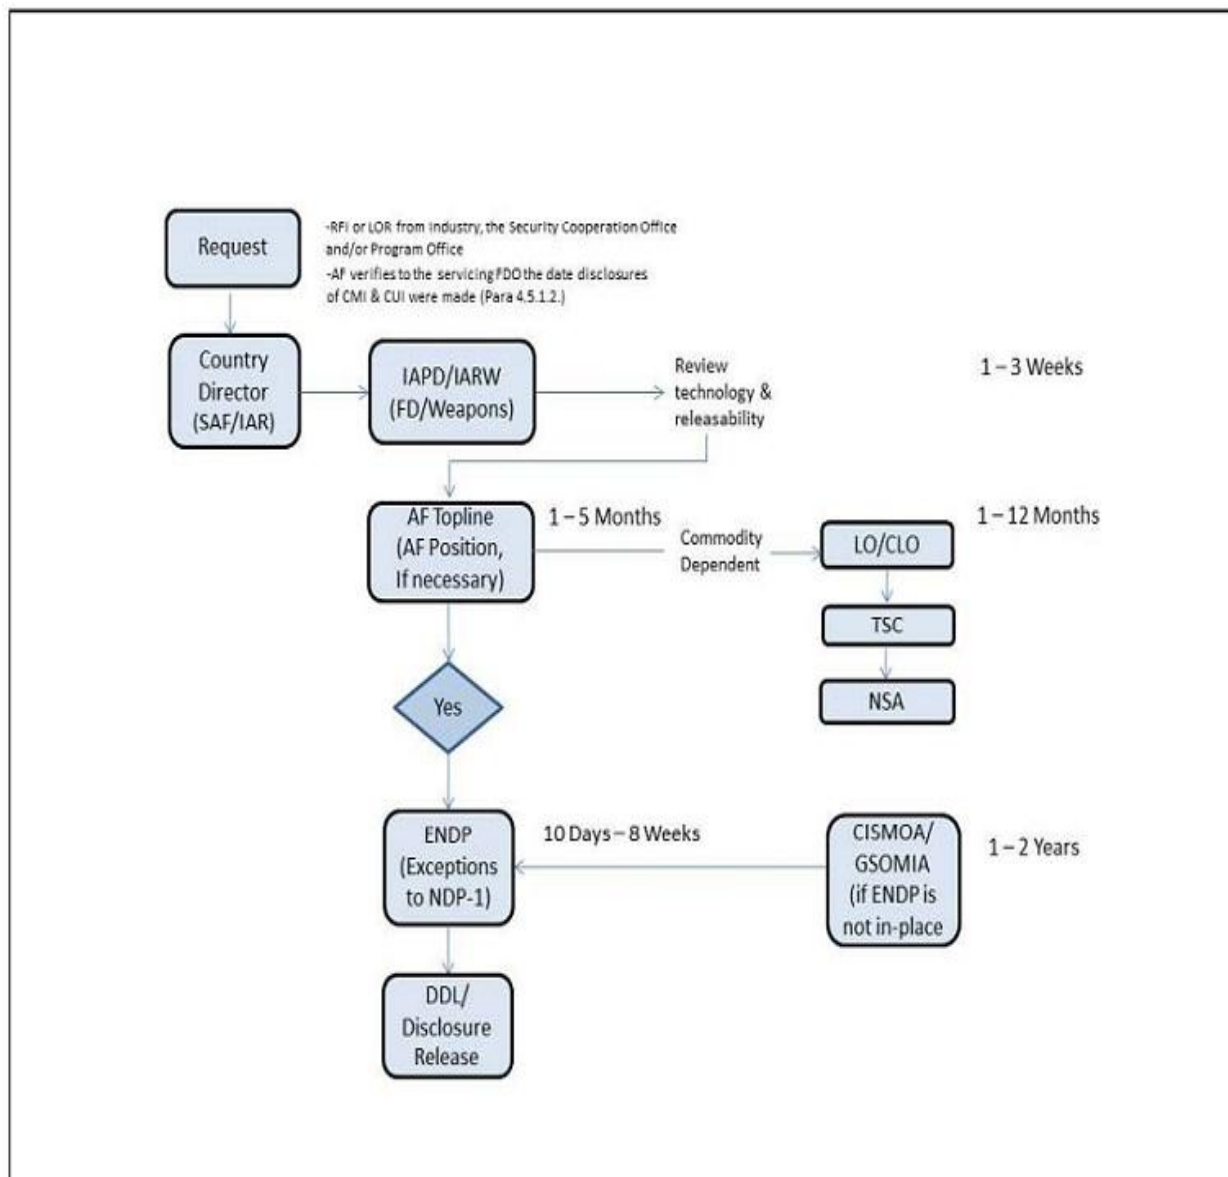 Request
-RFI or LOR from Industry, the Security Cooperation Office
and/or Program Office
-AF verifies to the servicing FDO the date disclosures
of CMI & CUI were made (Para 4.5.1.2.)
Country
Director
(SAF/IAR)
IAPD/IARW
(FD/Weapons)
Review
technology &
releasability
1 – 3 Weeks
AF Topline
(AF Position,
If necessary)
1 – 5 Months
Commodity
Dependent
LO/CLO
1 – 12 Months
TSC
NSA
Yes
ENDP
(Exceptions
to NDP-1)
10 Days – 8 Weeks
CISMOA/
GSOMIA
(if ENDP is
not in-place
1 – 2 Years
DDL/
Disclosure
Release